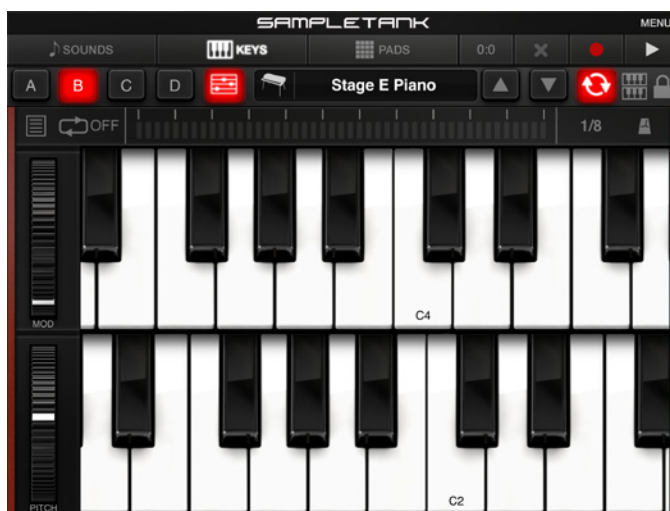 SAMPLETANK MENU
SOUNDS KEYS PADS 0:0
A B C D Stage E Piano
OFF 1/8
MOD
C4
C2
PITCH